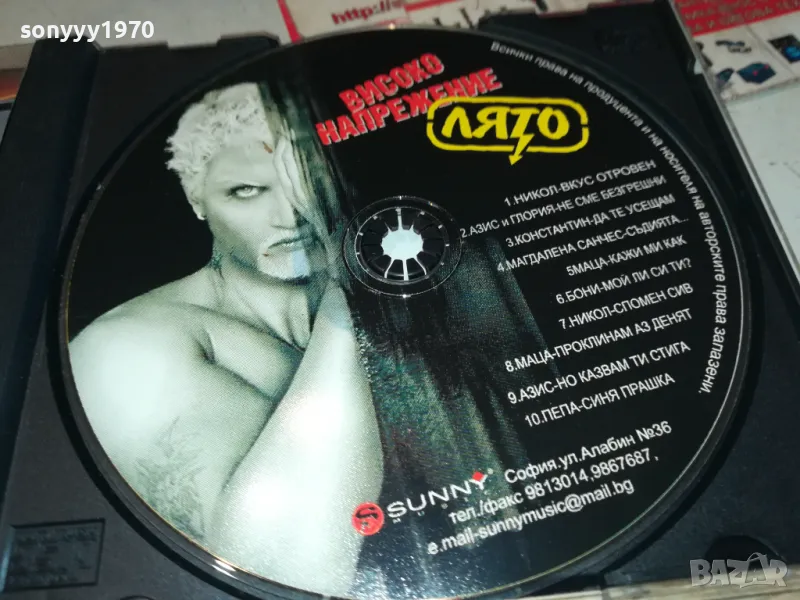 sonyyy1970
http://
ВИСОКО
НАПРЕЖЕНИЕ
ЛЯТО
Всички права на продуцента и на носителя на авторските права запазени.
1.НИКОЛ-ВКУС ОТРОВЕН
2.АЗИС и ГЛОРИЯ-НЕ СМЕ БЕЗГРЕШНИ
3.КОНСТАНТИН-ДА ТЕ УСЕЩАМ
4.МАГДАЛЕНА САНЧЕС-СЪДИЯТА...
5МАЦА-КАЖИ МИ КАК
6.БОНИ-МОЙ ЛИ СИ ТИ?
7.НИКОЛ-СПОМЕН СИВ
8.МАЦА-ПРОКЛИНАМ АЗ ДЕНЯТ
9.АЗИС-НО КАЗВАМ ТИ СТИГА
10.ПЕПА-СИНЯ ПРАШКА
SUNNY
София.ул.Алабин №36
тел./факс 9813014,9867687,
e.mail-sunnymusic@mail.bg
BAZAR